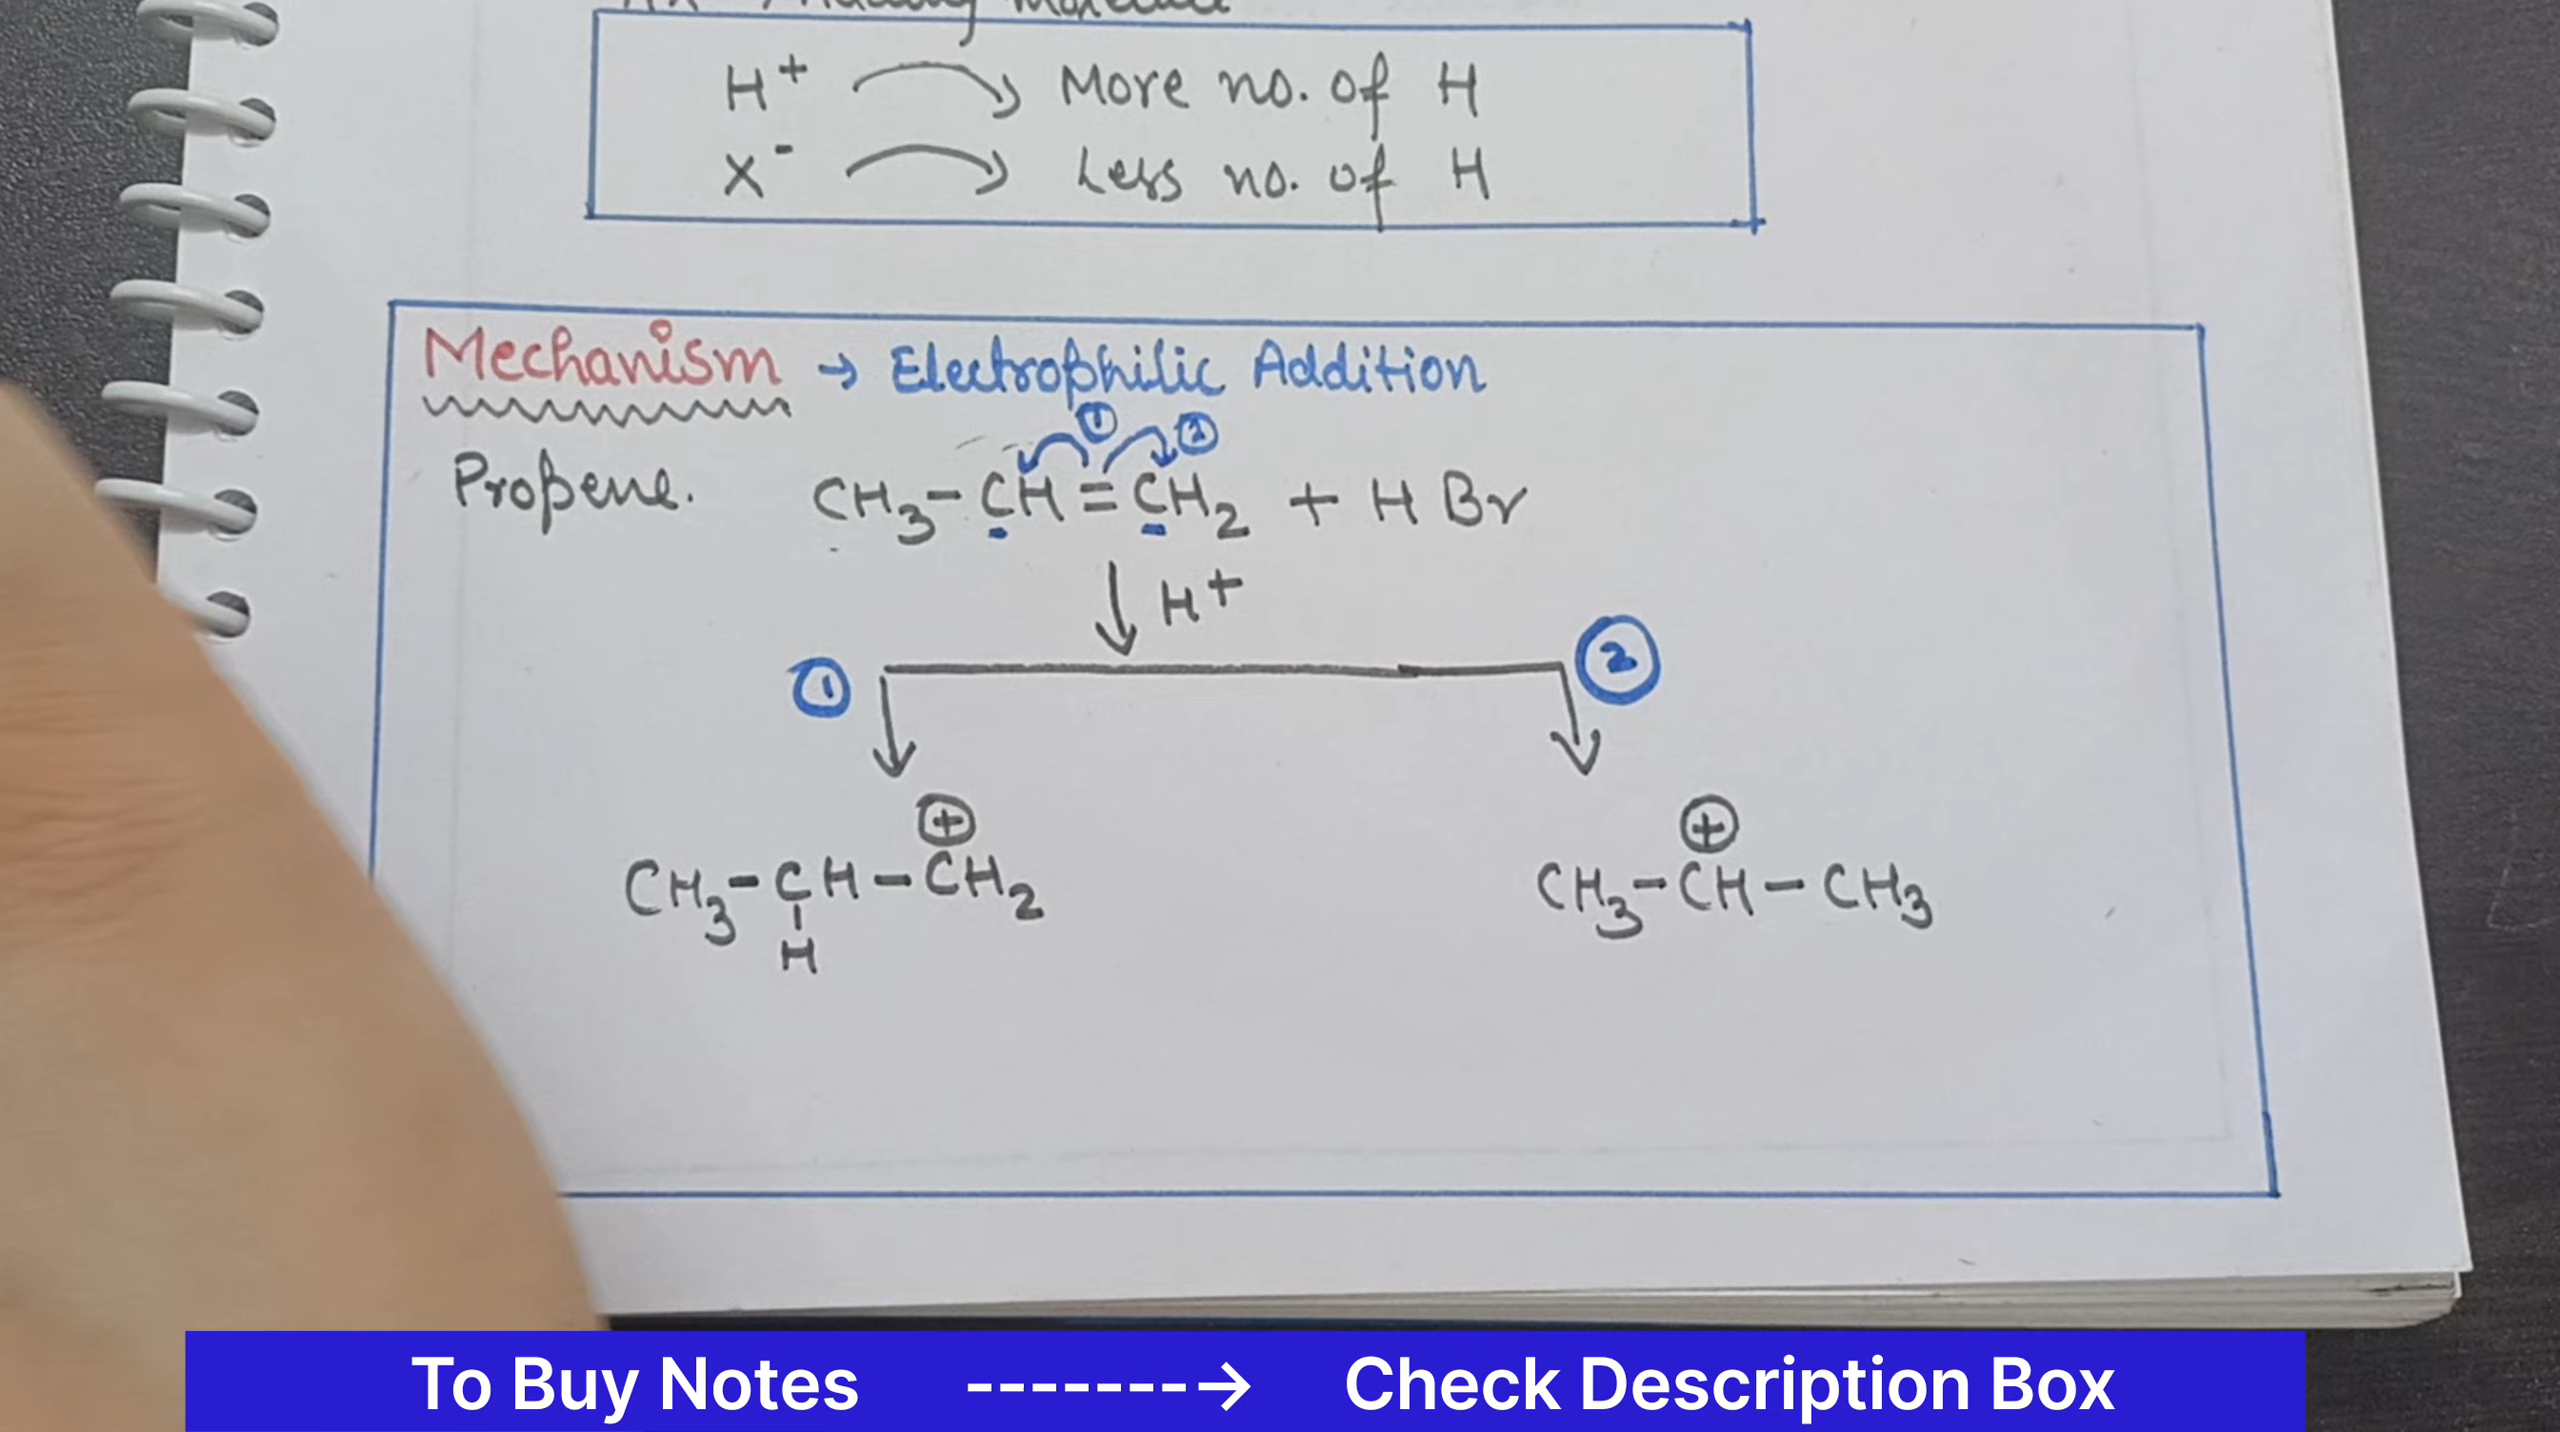 H⁺ → More no. of H
X⁻ → Less no. of H
Mechanism → Electrophilic Addition
① ②
Propene. CH₃-CH=CH₂ + H Br
↓ H⁺
① ②
⊕ ⊕
CH₃-CH-CH₂ CH₃-CH-CH₃
H
To Buy Notes -------→ Check Description Box